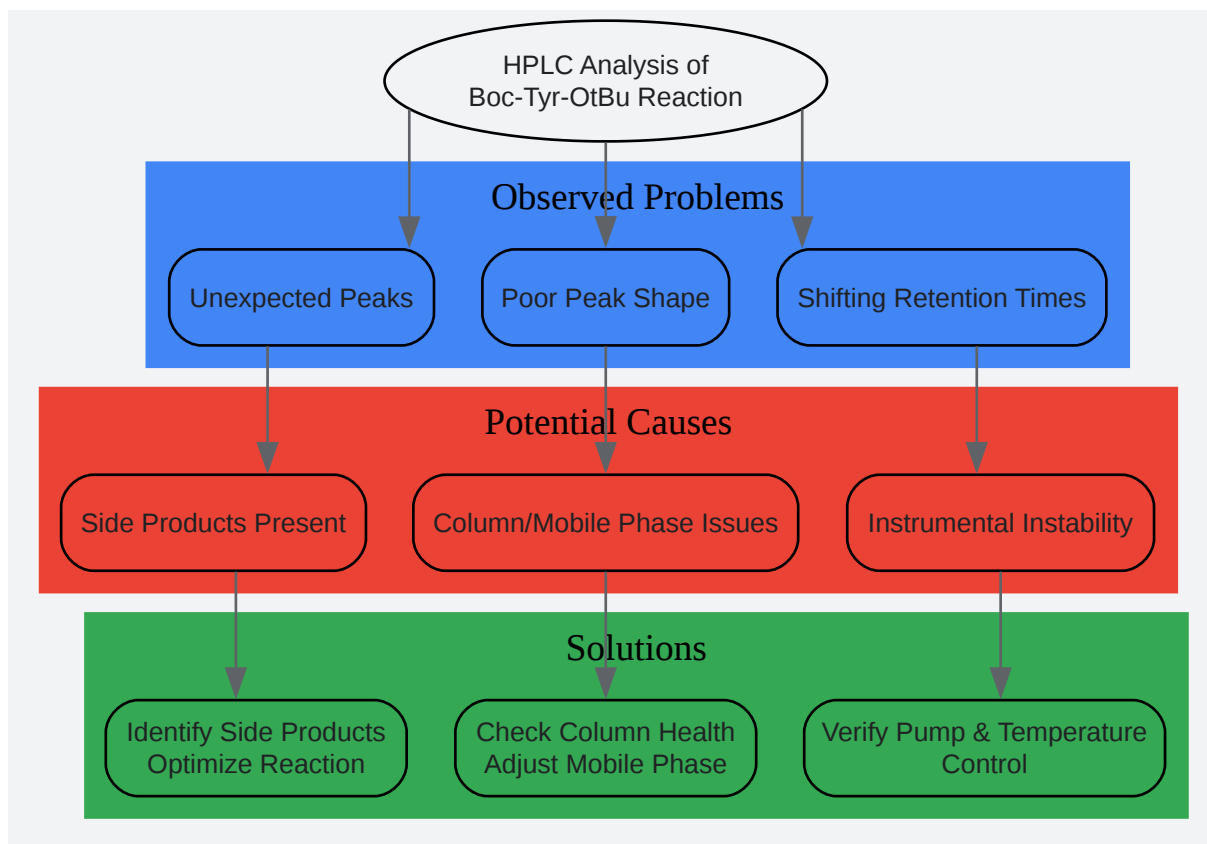 HPLC Analysis of
Boc-Tyr-OtBu Reaction
Observed Problems
Unexpected Peaks
Poor Peak Shape
Shifting Retention Times
Potential Causes
Side Products Present
Column/Mobile Phase Issues
Instrumental Instability
Solutions
Identify Side Products
Optimize Reaction
Check Column Health
Adjust Mobile Phase
Verify Pump & Temperature
Control